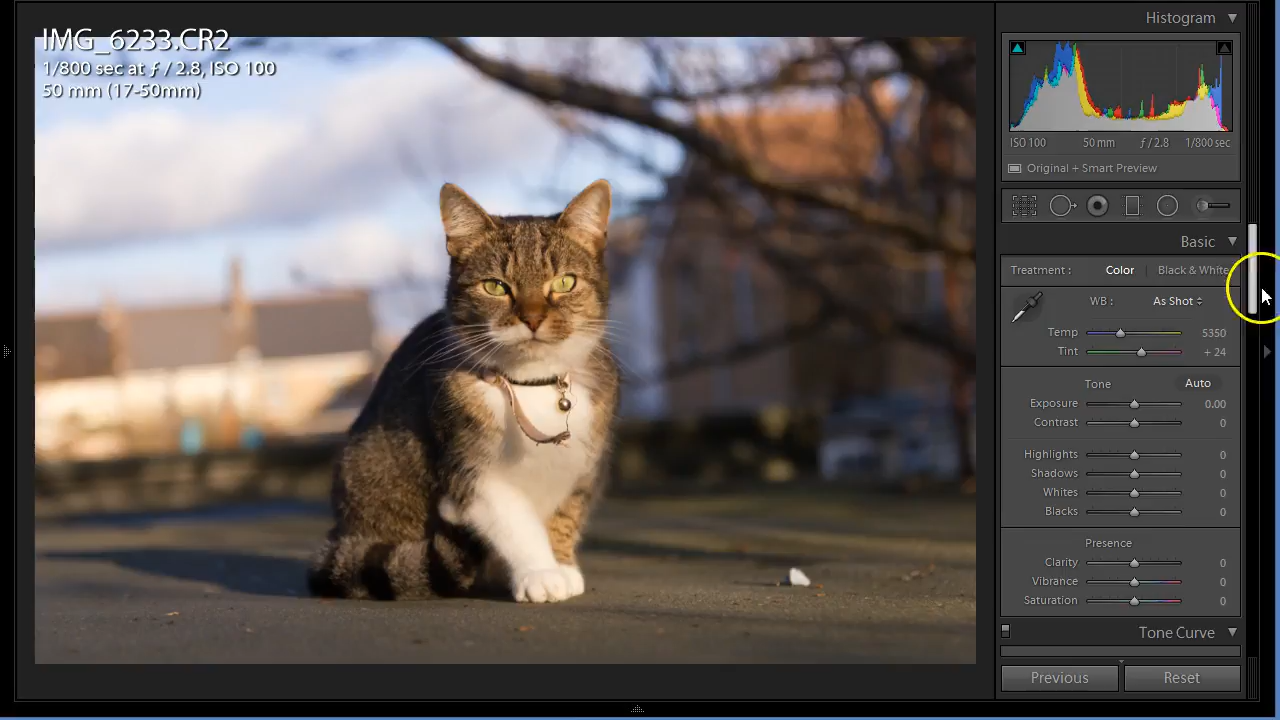 IMG_6233.CR2
1/800 sec at ƒ / 2.8, ISO 100
50 mm (17-50mm)
Histogram
ISO 100 50 mm ƒ / 2.8 1/800 sec
Original + Smart Preview
Basic
Treatment : Color Black & White
WB : As Shot
Temp 5350
Tint + 24
Tone Auto
Exposure 0.00
Contrast 0
Highlights 0
Shadows 0
Whites 0
Blacks 0
Presence
Clarity 0
Vibrance 0
Saturation 0
Tone Curve
Previous Reset